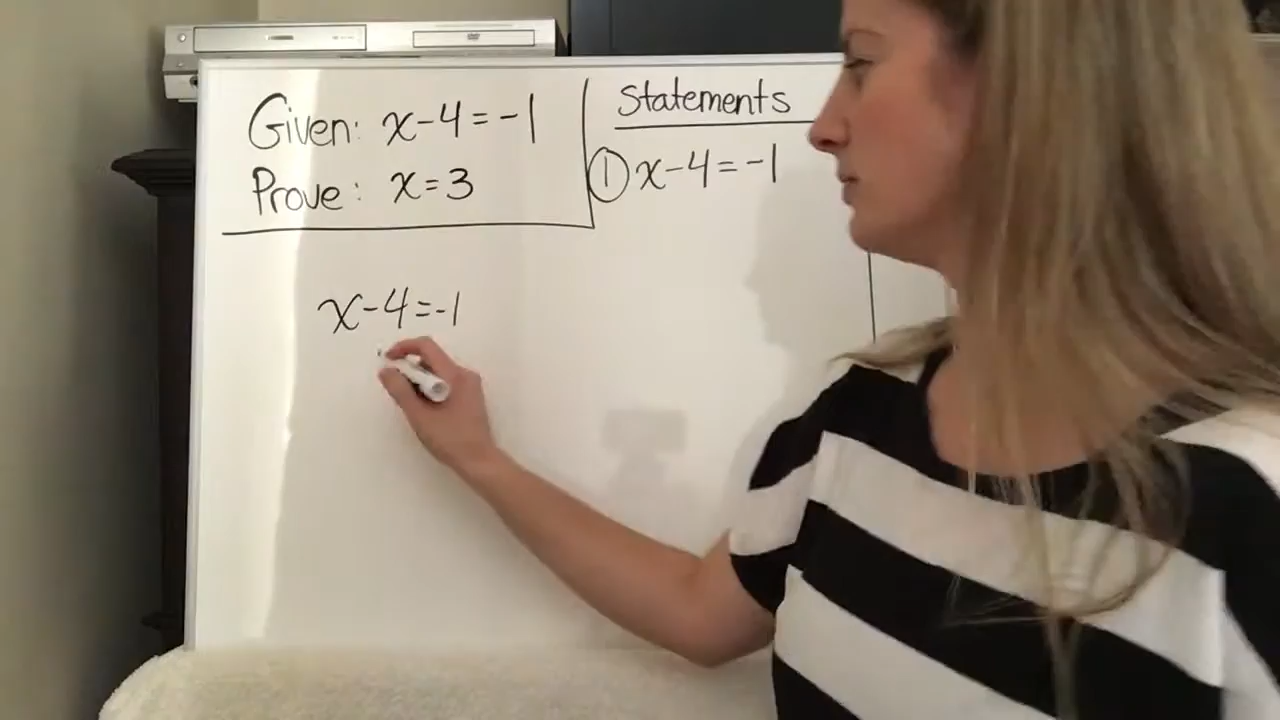 Given: x-4=-1
Prove: x=3
x-4=-1
Statements
① x-4=-1